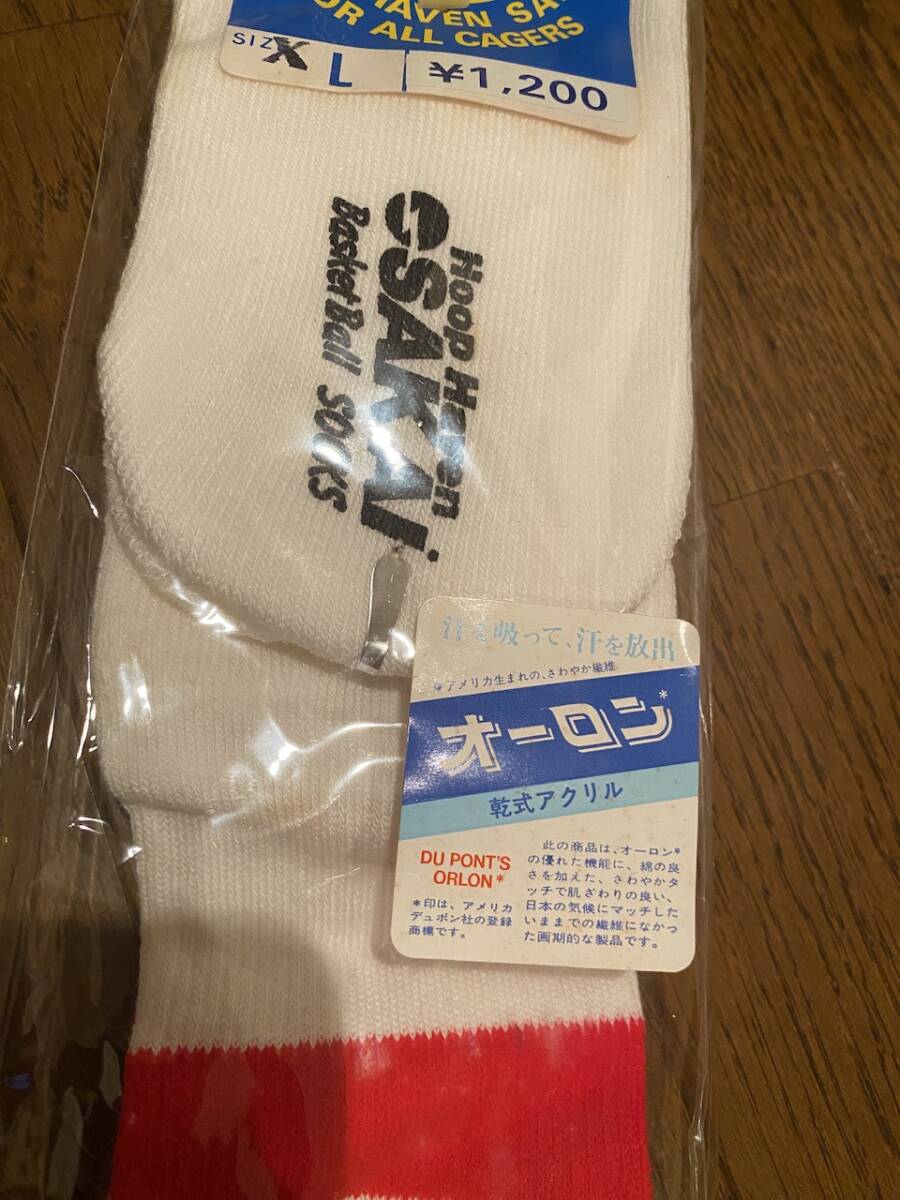 HAVEN SA
OR ALL CAGERS
SIZ L ¥1,200
Hoop Haven
eSAKAi
BasketBall SOCKS
汗を吸って、汗を放出
*アメリカ生まれの、さわやか繊維
オーロン*
乾式アクリル
DU PONT'S
ORLON*
*印は、アメリカ
デュポン社の登録
商標です。
此の商品は、オーロン*
の優れた機能に、綿の良
さを加えた、さわやかタ
ッチで肌ざわりの良い、
日本の気候にマッチした
いままでの繊維になかっ
た画期的な製品です。